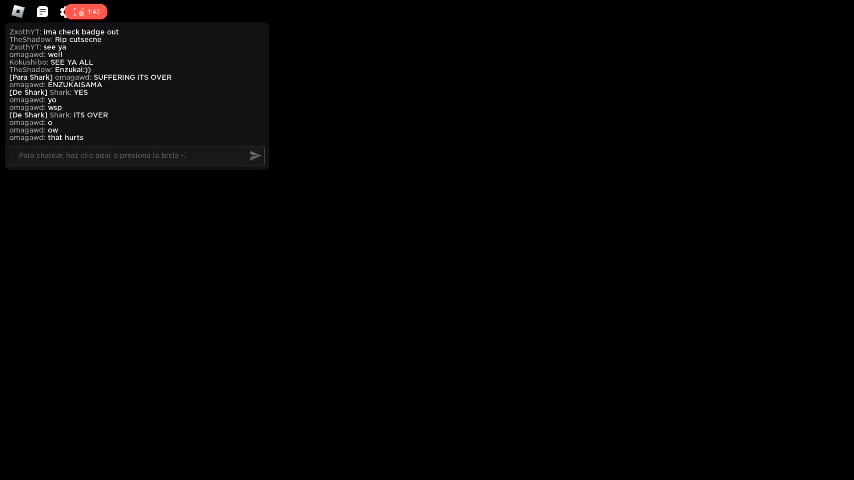 1:43
ZxothYT: ima check badge out
TheShadow: Rip cutsecne
ZxothYT: see ya
omagawd: well
Kokushibo: SEE YA ALL
TheShadow: Enzukai:))
[Para Shark] omagawd: SUFFERING ITS OVER
omagawd: ENZUKAISAMA
[De Shark] Shark: YES
omagawd: yo
omagawd: wsp
[De Shark] Shark: ITS OVER
omagawd: o
omagawd: ow
omagawd: that hurts
Para chatear, haz clic aquí o presiona la tecla -.